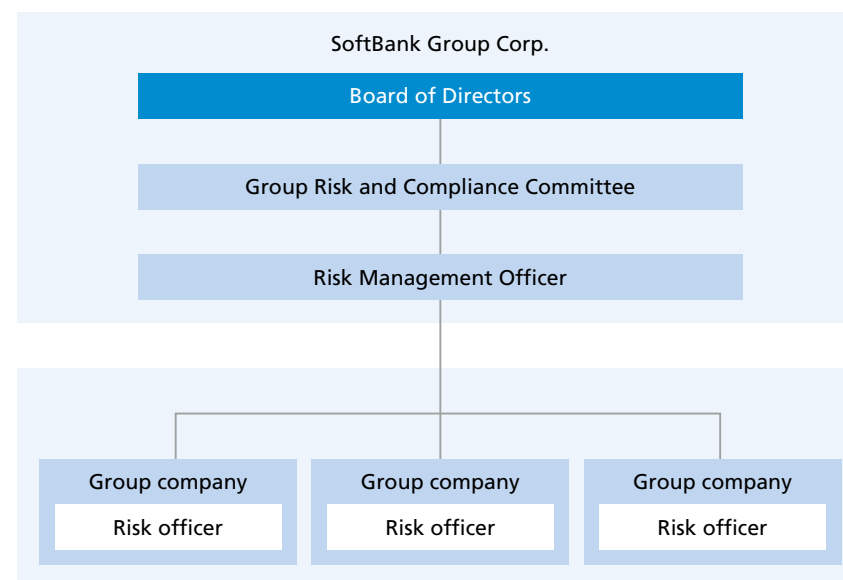 SoftBank Group Corp.
Board of Directors
Group Risk and Compliance Committee
Risk Management Officer
Group company
Risk officer
Group company
Risk officer
Group company
Risk officer